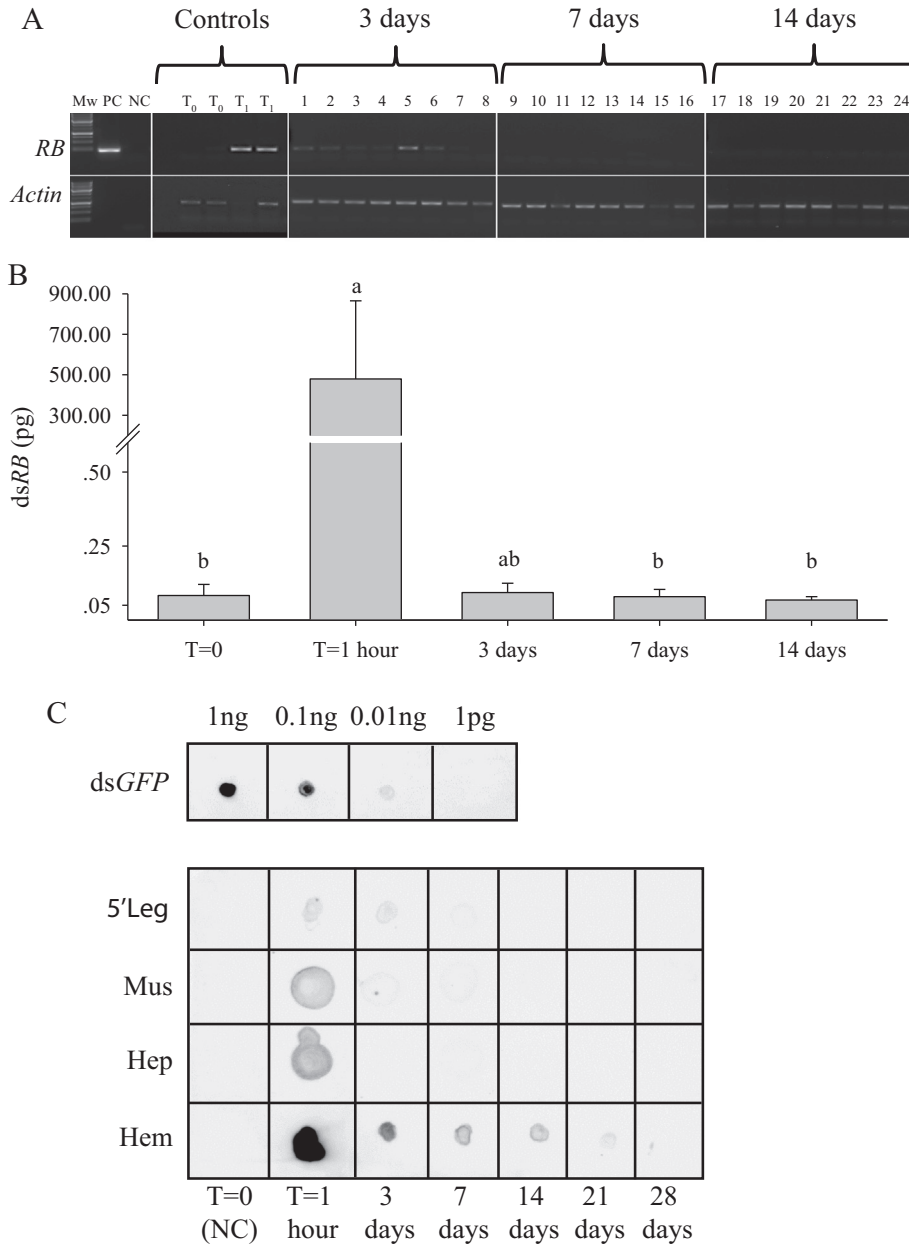 A
Controls 3 days 7 days 14 days
Mw PC NC T0 T0 T1 T1 1 2 3 4 5 6 7 8 9 10 11 12 13 14 15 16 17 18 19 20 21 22 23 24
RB
Actin
B
dsRB (pg)
900.00
700.00
500.00
300.00
.50
.25
.05
b a ab b b
T=0 T=1 hour 3 days 7 days 14 days
C
1ng 0.1ng 0.01ng 1pg
dsGFP
5'Leg
Mus
Hep
Hem
T=0 T=1 3 7 14 21 28
(NC) hour days days days days days